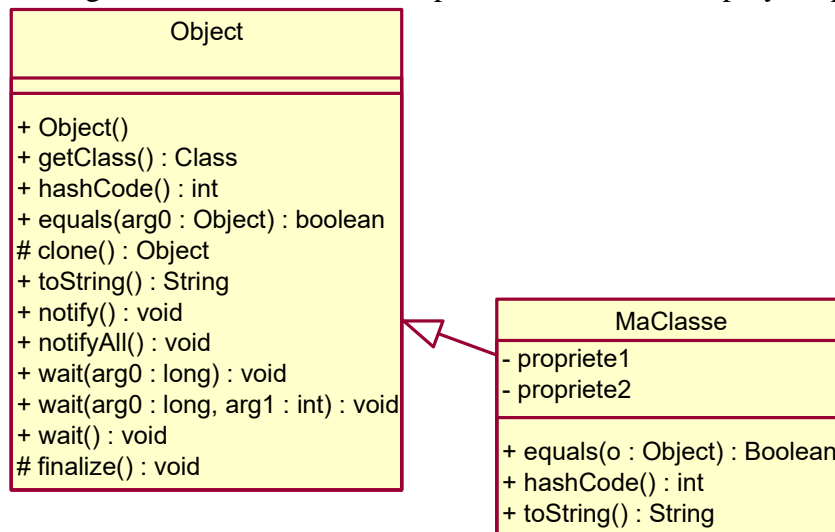 Object
+ Object()
+ getClass() : Class
+ hashCode() : int
+ equals(arg0 : Object) : boolean
# clone() : Object
+ toString() : String
+ notify() : void
+ notifyAll() : void
+ wait(arg0 : long) : void
+ wait(arg0 : long, arg1 : int) : void
+ wait() : void
# finalize() : void
MaClasse
- propriete1
- propriete2
+ equals(o : Object) : Boolean
+ hashCode() : int
+ toString() : String